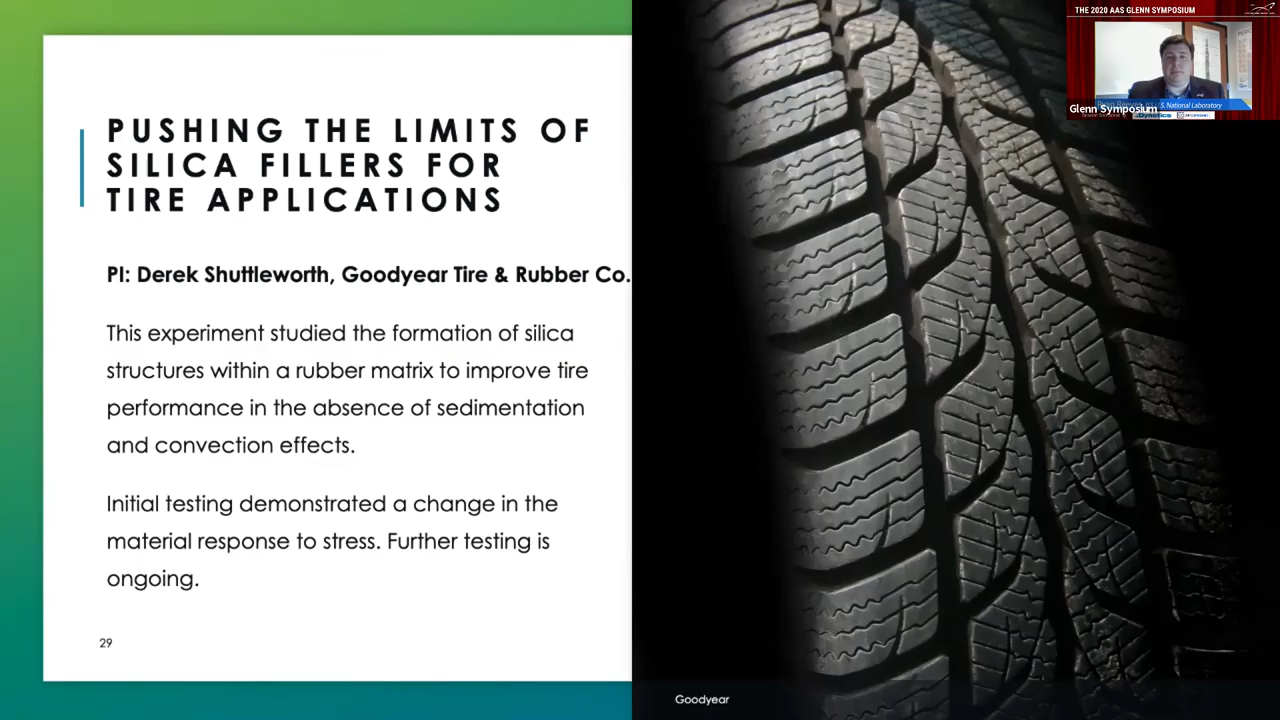 PUSHING THE LIMITS OF
SILICA FILLERS FOR
TIRE APPLICATIONS
PI: Derek Shuttleworth, Goodyear Tire & Rubber Co.
This experiment studied the formation of silica
structures within a rubber matrix to improve tire
performance in the absence of sedimentation
and convection effects.
Initial testing demonstrated a change in the
material response to stress. Further testing is
ongoing.
29
Goodyear
THE 2020 AAS GLENN SYMPOSIUM
S. National Laboratory
Glenn Symposium
Dynetics